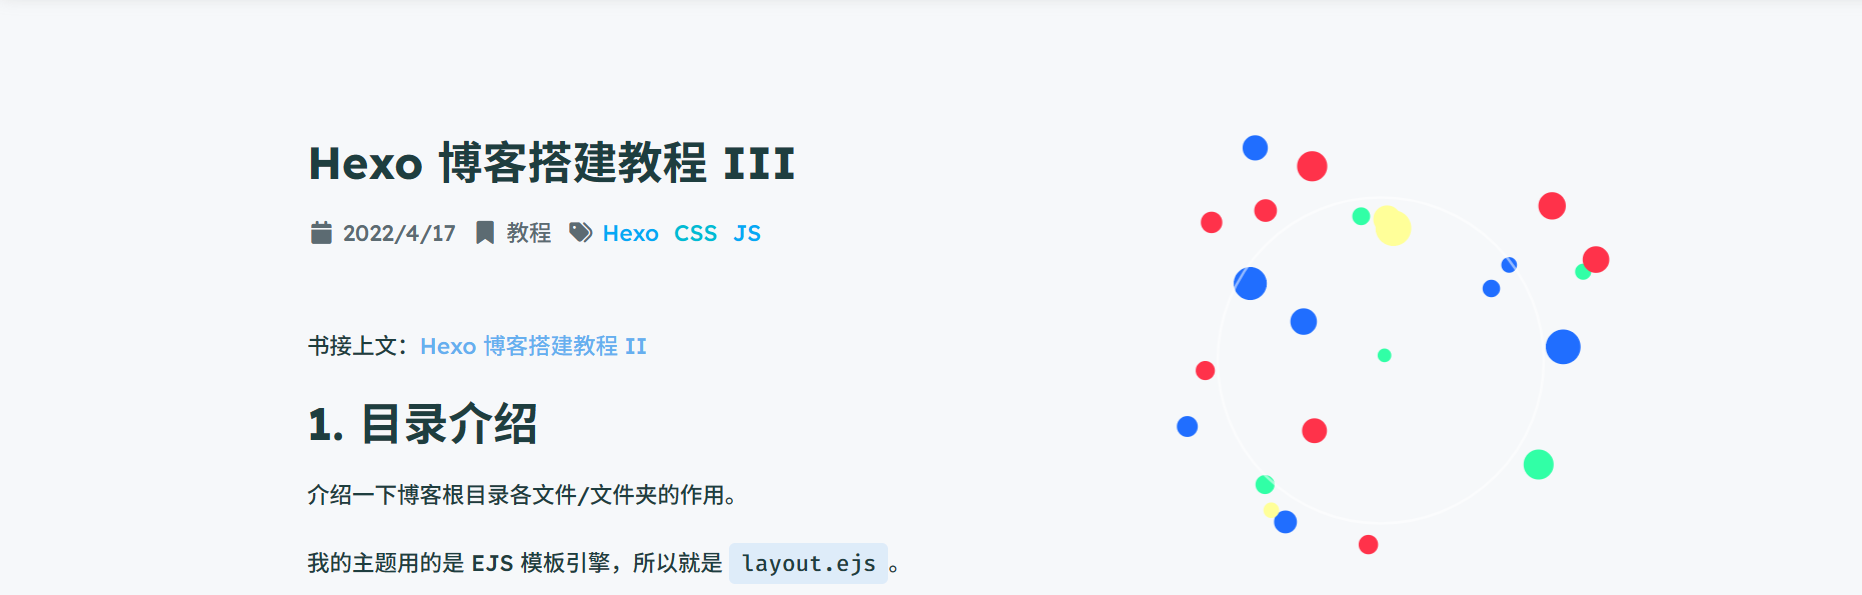 Hexo 博客搭建教程 III
2022/4/17 教程 Hexo CSS JS
书接上文：Hexo 博客搭建教程 II
1. 目录介绍
介绍一下博客根目录各文件/文件夹的作用。
我的主题用的是 EJS 模板引擎，所以就是 layout.ejs 。